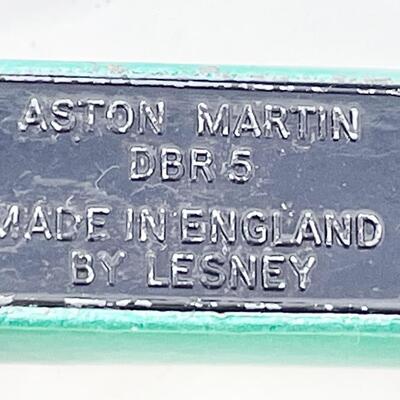 ASTON MARTIN
DBR 5
MADE IN ENGLAND
BY LESNEY